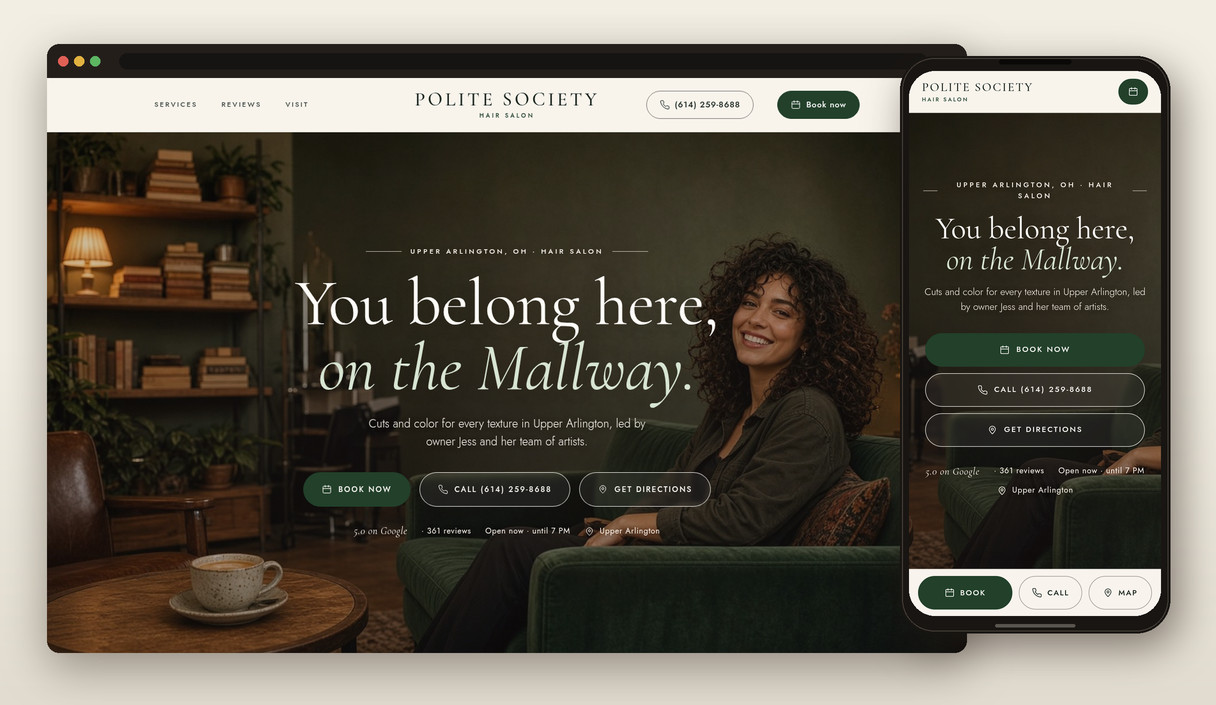 SERVICES
REVIEWS
VISIT
POLITE SOCIETY
HAIR SALON
(614) 259-8688
Book now
UPPER ARLINGTON, OH · HAIR SALON
You belong here,
on the Mallway.
Cuts and color for every texture in Upper Arlington, led by
owner Jess and her team of artists.
BOOK NOW
CALL (614) 259-8688
GET DIRECTIONS
5.0 on Google · 361 reviews Open now · until 7 PM Upper Arlington
POLITE SOCIETY
HAIR SALON
UPPER ARLINGTON, OH · HAIR
SALON
You belong here,
on the Mallway.
Cuts and color for every texture in Upper Arlington, led
by owner Jess and her team of artists.
BOOK NOW
CALL (614) 259-8688
GET DIRECTIONS
5.0 on Google · 361 reviews Open now · until 7 PM
Upper Arlington
BOOK
CALL
MAP